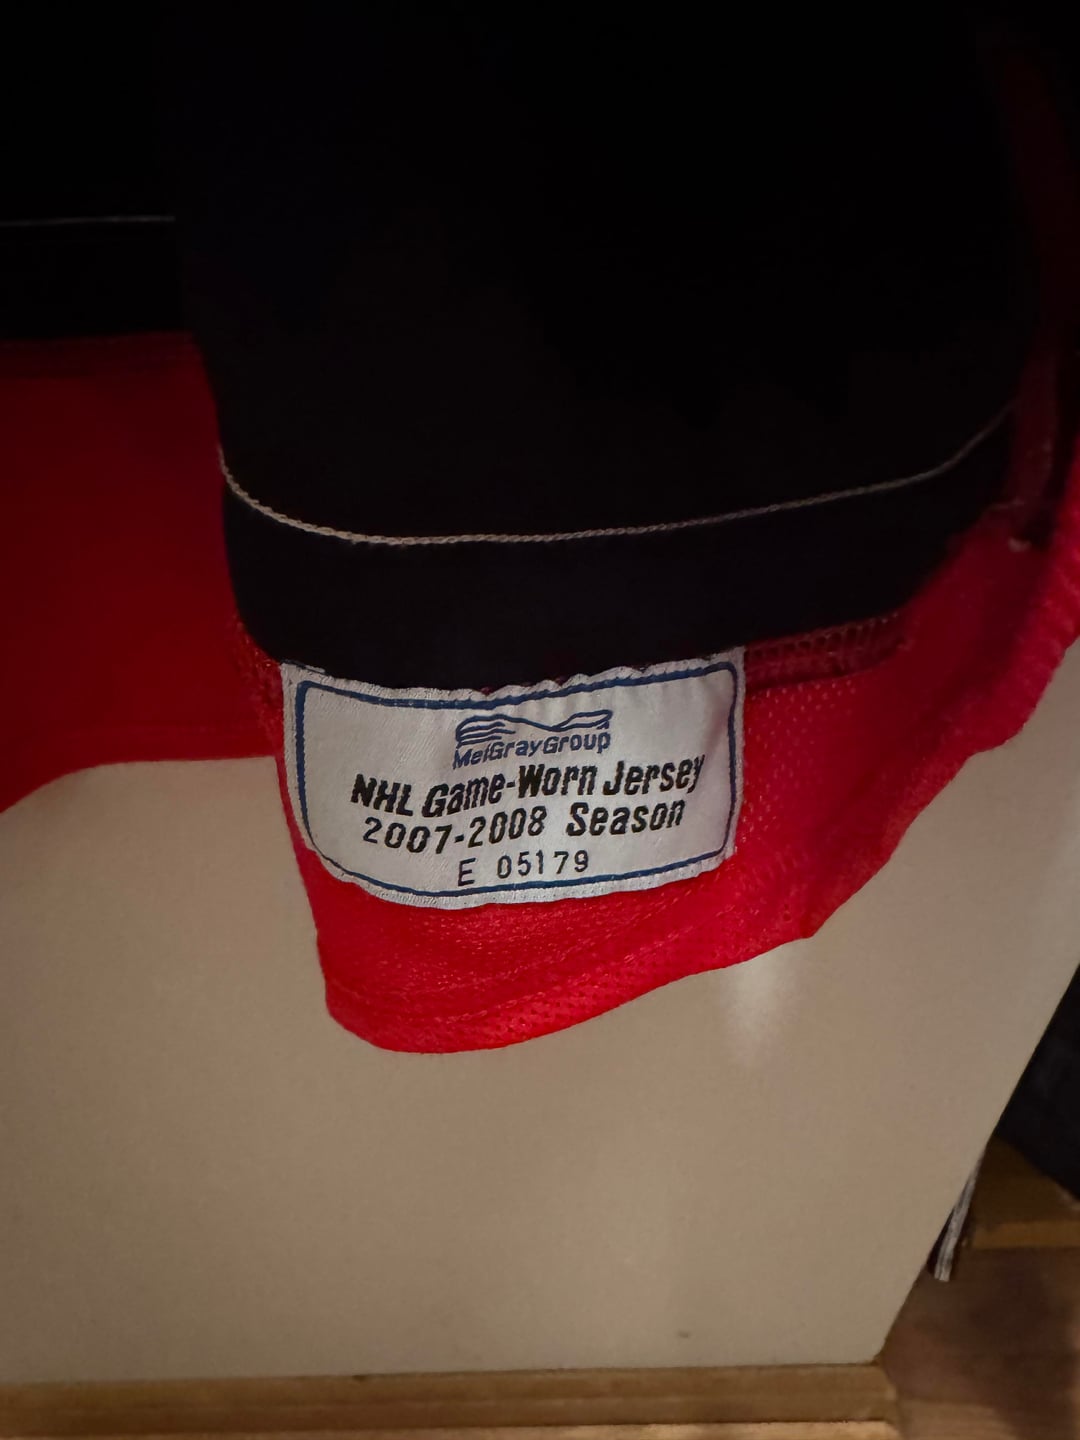 MeiGrayGroup
NHL Game-Worn Jersey
2007-2008 Season
E 05179